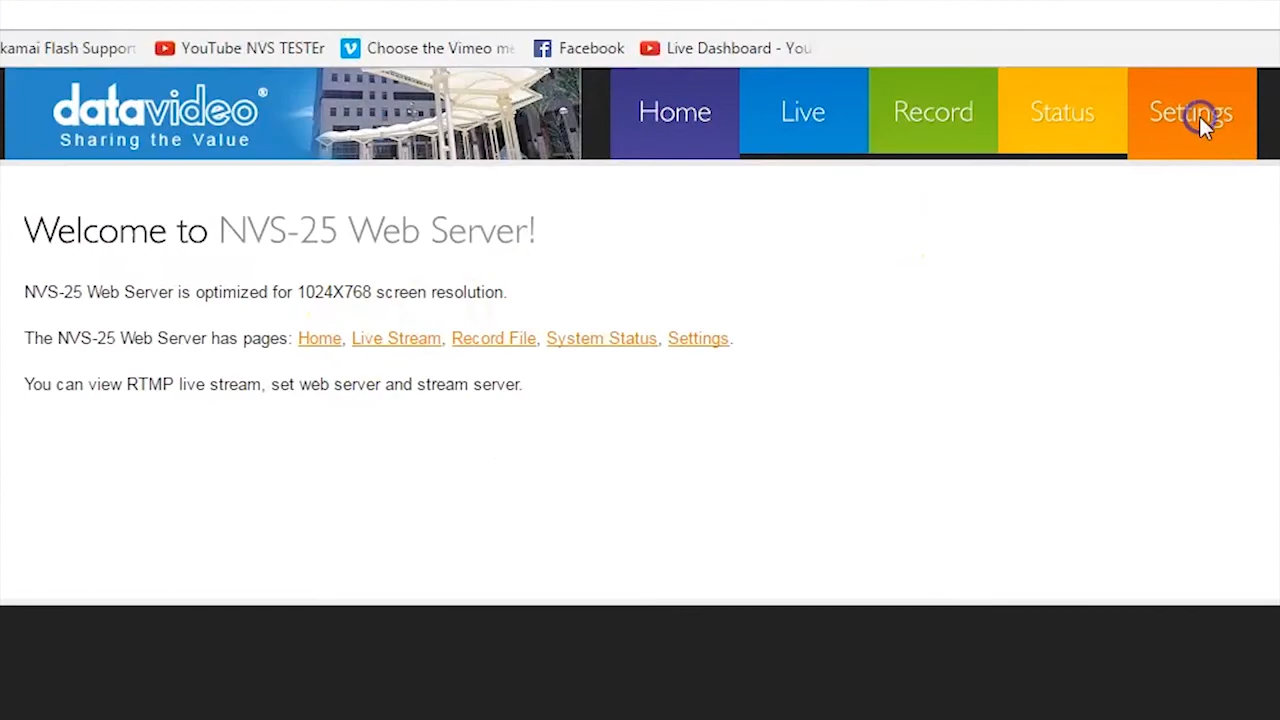 kamai Flash Support YouTube NVS TESTEr Choose the Vimeo me Facebook Live Dashboard - You
datavideo®
Sharing the Value
Home Live Record Status Settings
Welcome to NVS-25 Web Server!
NVS-25 Web Server is optimized for 1024X768 screen resolution.
The NVS-25 Web Server has pages: Home, Live Stream, Record File, System Status, Settings.
You can view RTMP live stream, set web server and stream server.